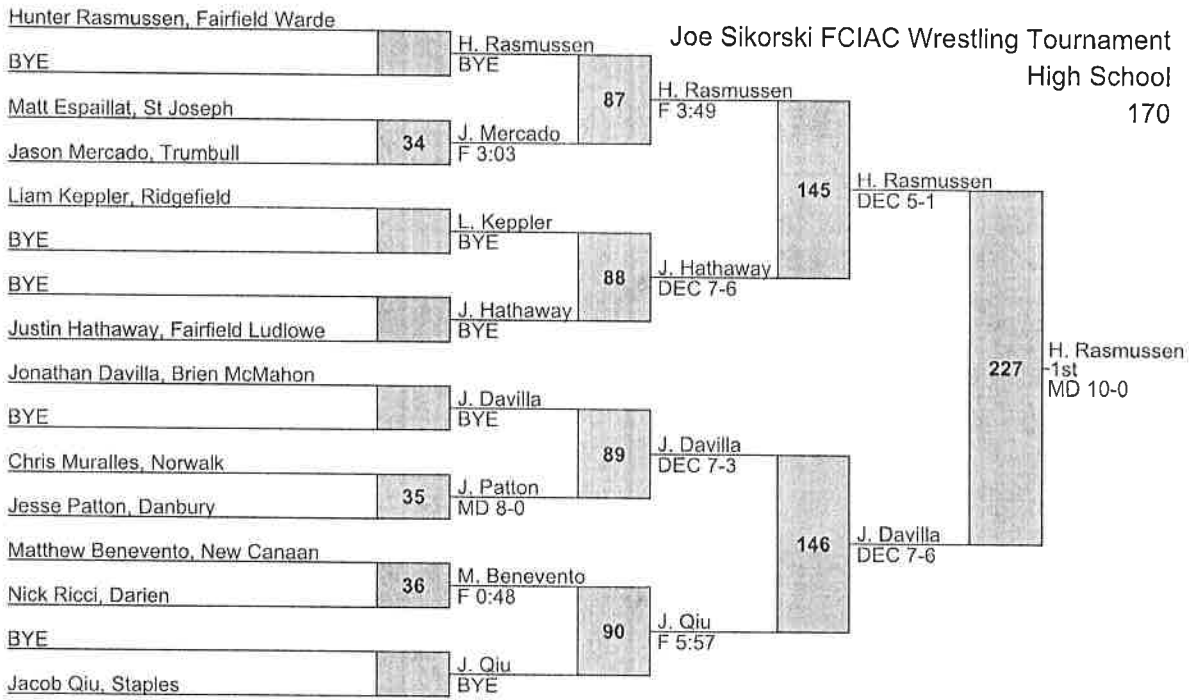 Joe Sikorski FCIAC Wrestling Tournament
High School
170
Hunter Rasmussen, Fairfield Warde
BYE
Matt Espaillat, St Joseph
Jason Mercado, Trumbull
Liam Keppler, Ridgefield
BYE
BYE
Justin Hathaway, Fairfield Ludlowe
Jonathan Davilla, Brien McMahon
BYE
Chris Muralles, Norwalk
Jesse Patton, Danbury
Matthew Benevento, New Canaan
Nick Ricci, Darien
BYE
Jacob Qiu, Staples
34
35
36
H. Rasmussen
BYE
J. Mercado
F 3:03
L. Keppler
BYE
J. Hathaway
BYE
J. Davilla
BYE
J. Patton
MD 8-0
M. Benevento
F 0:48
J. Qiu
BYE
87
88
89
90
H. Rasmussen
F 3:49
J. Hathaway
DEC 7-6
J. Davilla
DEC 7-3
J. Qiu
F 5:57
145
146
H. Rasmussen
DEC 5-1
J. Davilla
DEC 7-6
227
H. Rasmussen
1st
MD 10-0